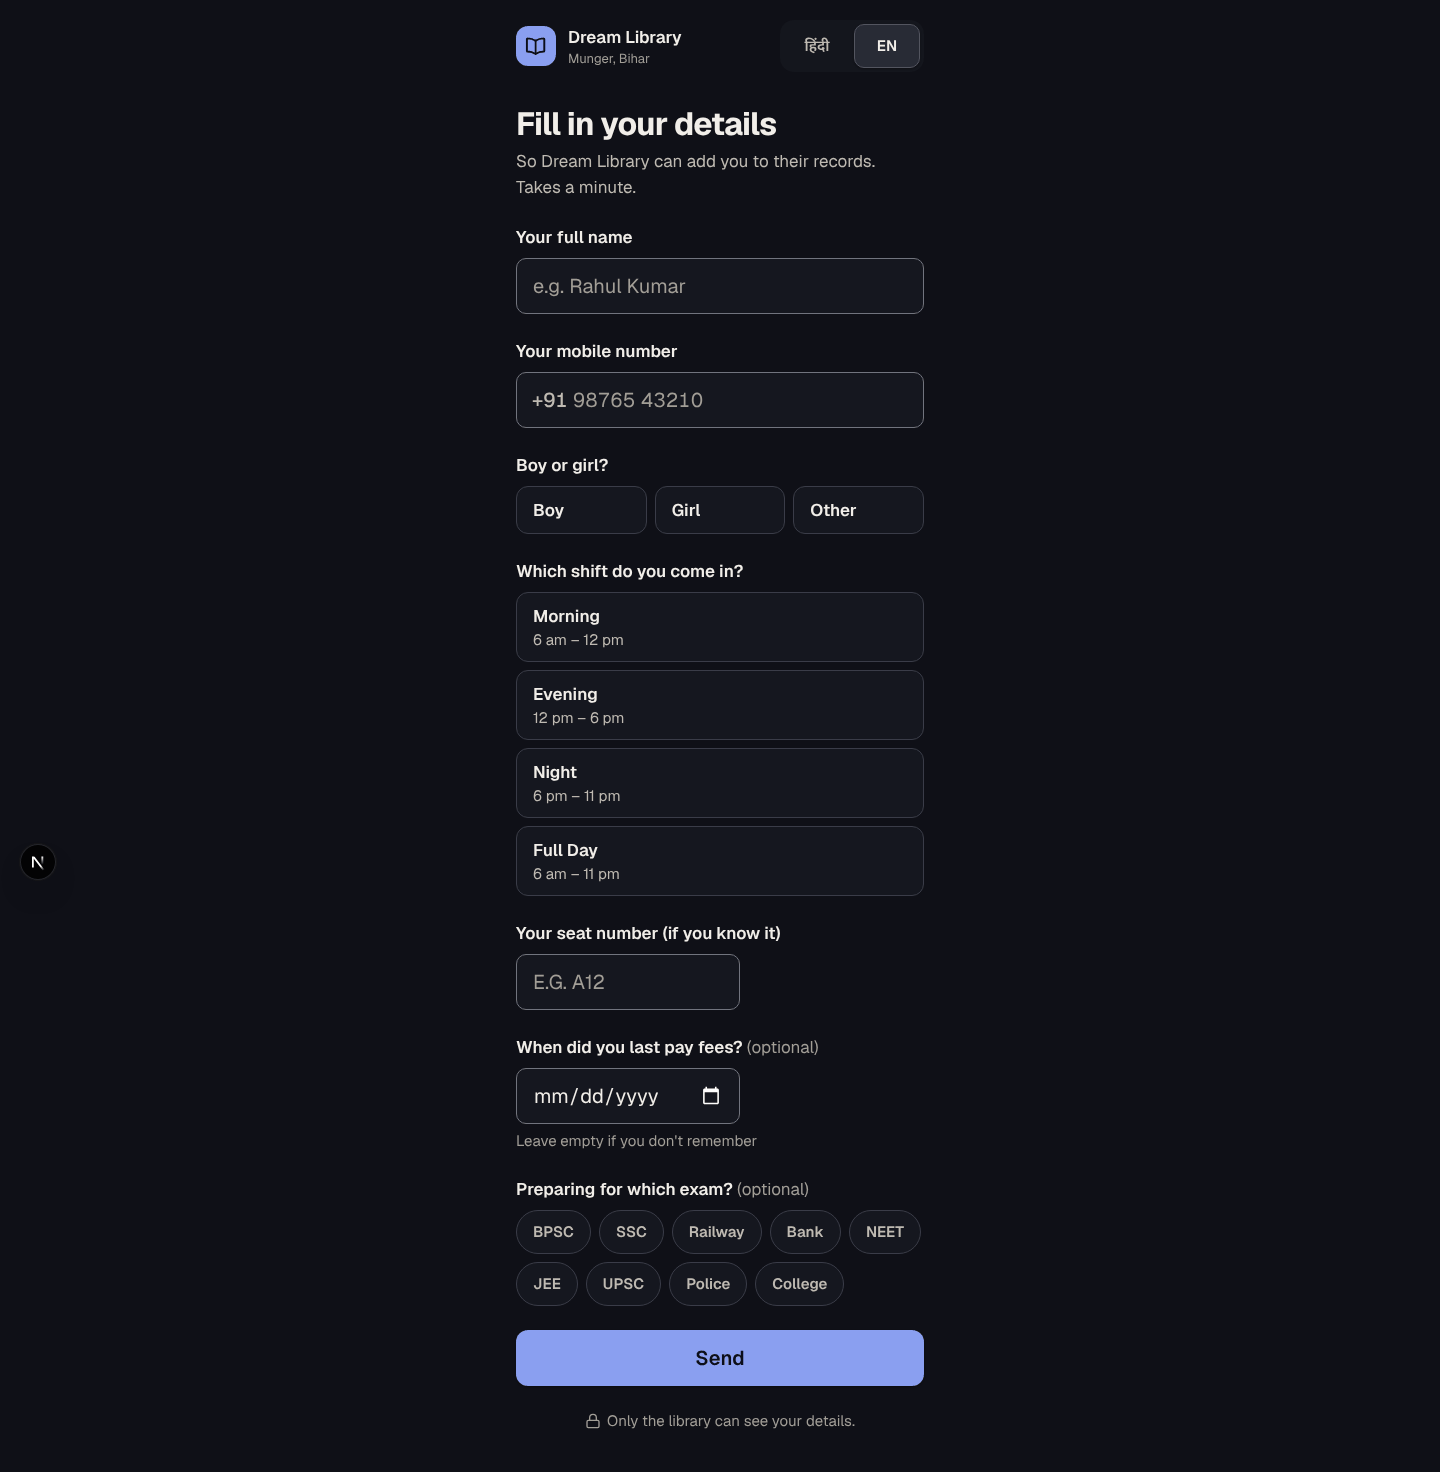 Dream Library
Munger, Bihar
हिंदी
EN
Fill in your details
So Dream Library can add you to their records.
Takes a minute.
Your full name
e.g. Rahul Kumar
Your mobile number
+91 98765 43210
Boy or girl?
Boy
Girl
Other
Which shift do you come in?
Morning
6 am – 12 pm
Evening
12 pm – 6 pm
Night
6 pm – 11 pm
Full Day
6 am – 11 pm
Your seat number (if you know it)
E.G. A12
When did you last pay fees? (optional)
mm/dd/yyyy
Leave empty if you don't remember
Preparing for which exam? (optional)
BPSC
SSC
Railway
Bank
NEET
JEE
UPSC
Police
College
Send
Only the library can see your details.
N